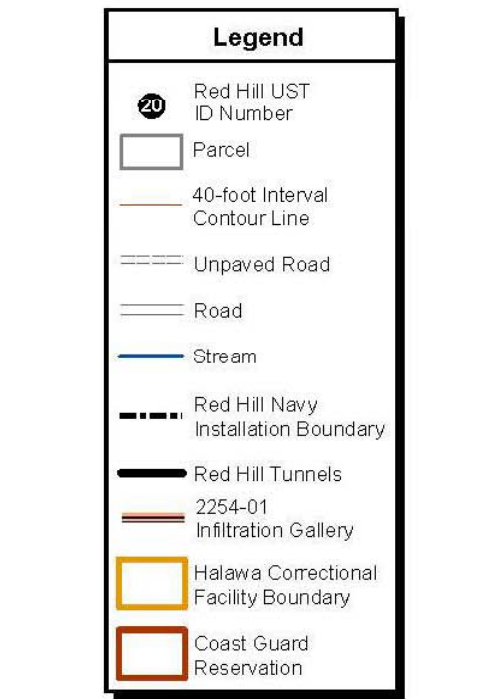 Legend
20
Red Hill UST
ID Number
Parcel
40-foot Interval
Contour Line
Unpaved Road
Road
Stream
Red Hill Navy
Installation Boundary
Red Hill Tunnels
2254-01
Infiltration Gallery
Halawa Correctional
Facility Boundary
Coast Guard
Reservation